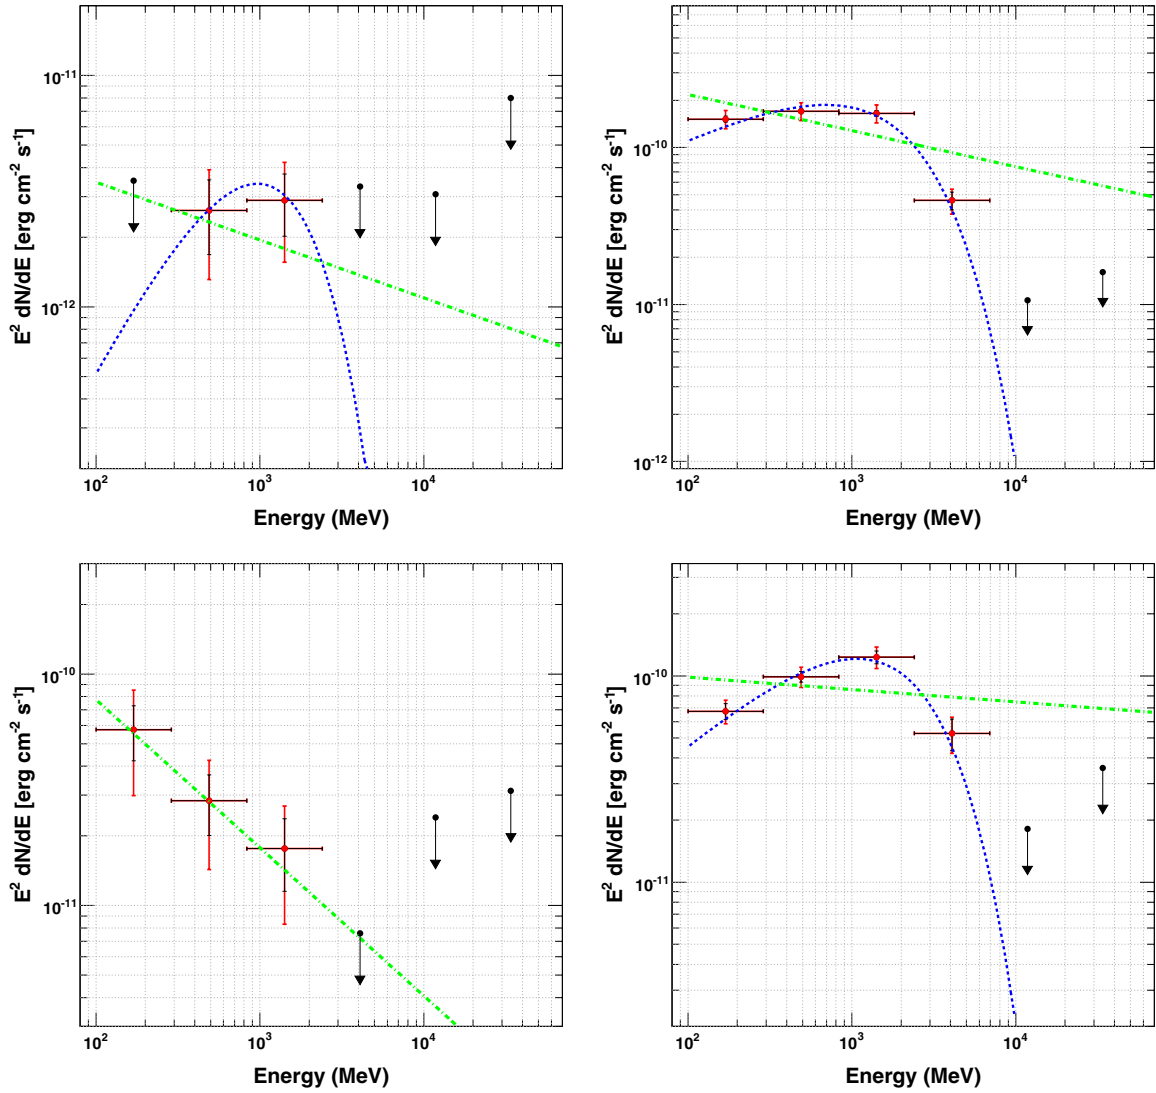 E² dN/dE [erg cm⁻² s⁻¹]
10⁻¹¹
10⁻¹²
10² 10³ 10⁴
Energy (MeV)
E² dN/dE [erg cm⁻² s⁻¹]
10⁻¹⁰
10⁻¹¹
10⁻¹²
10² 10³ 10⁴
Energy (MeV)
E² dN/dE [erg cm⁻² s⁻¹]
10⁻¹⁰
10⁻¹¹
10² 10³ 10⁴
Energy (MeV)
E² dN/dE [erg cm⁻² s⁻¹]
10⁻¹⁰
10⁻¹¹
10² 10³ 10⁴
Energy (MeV)